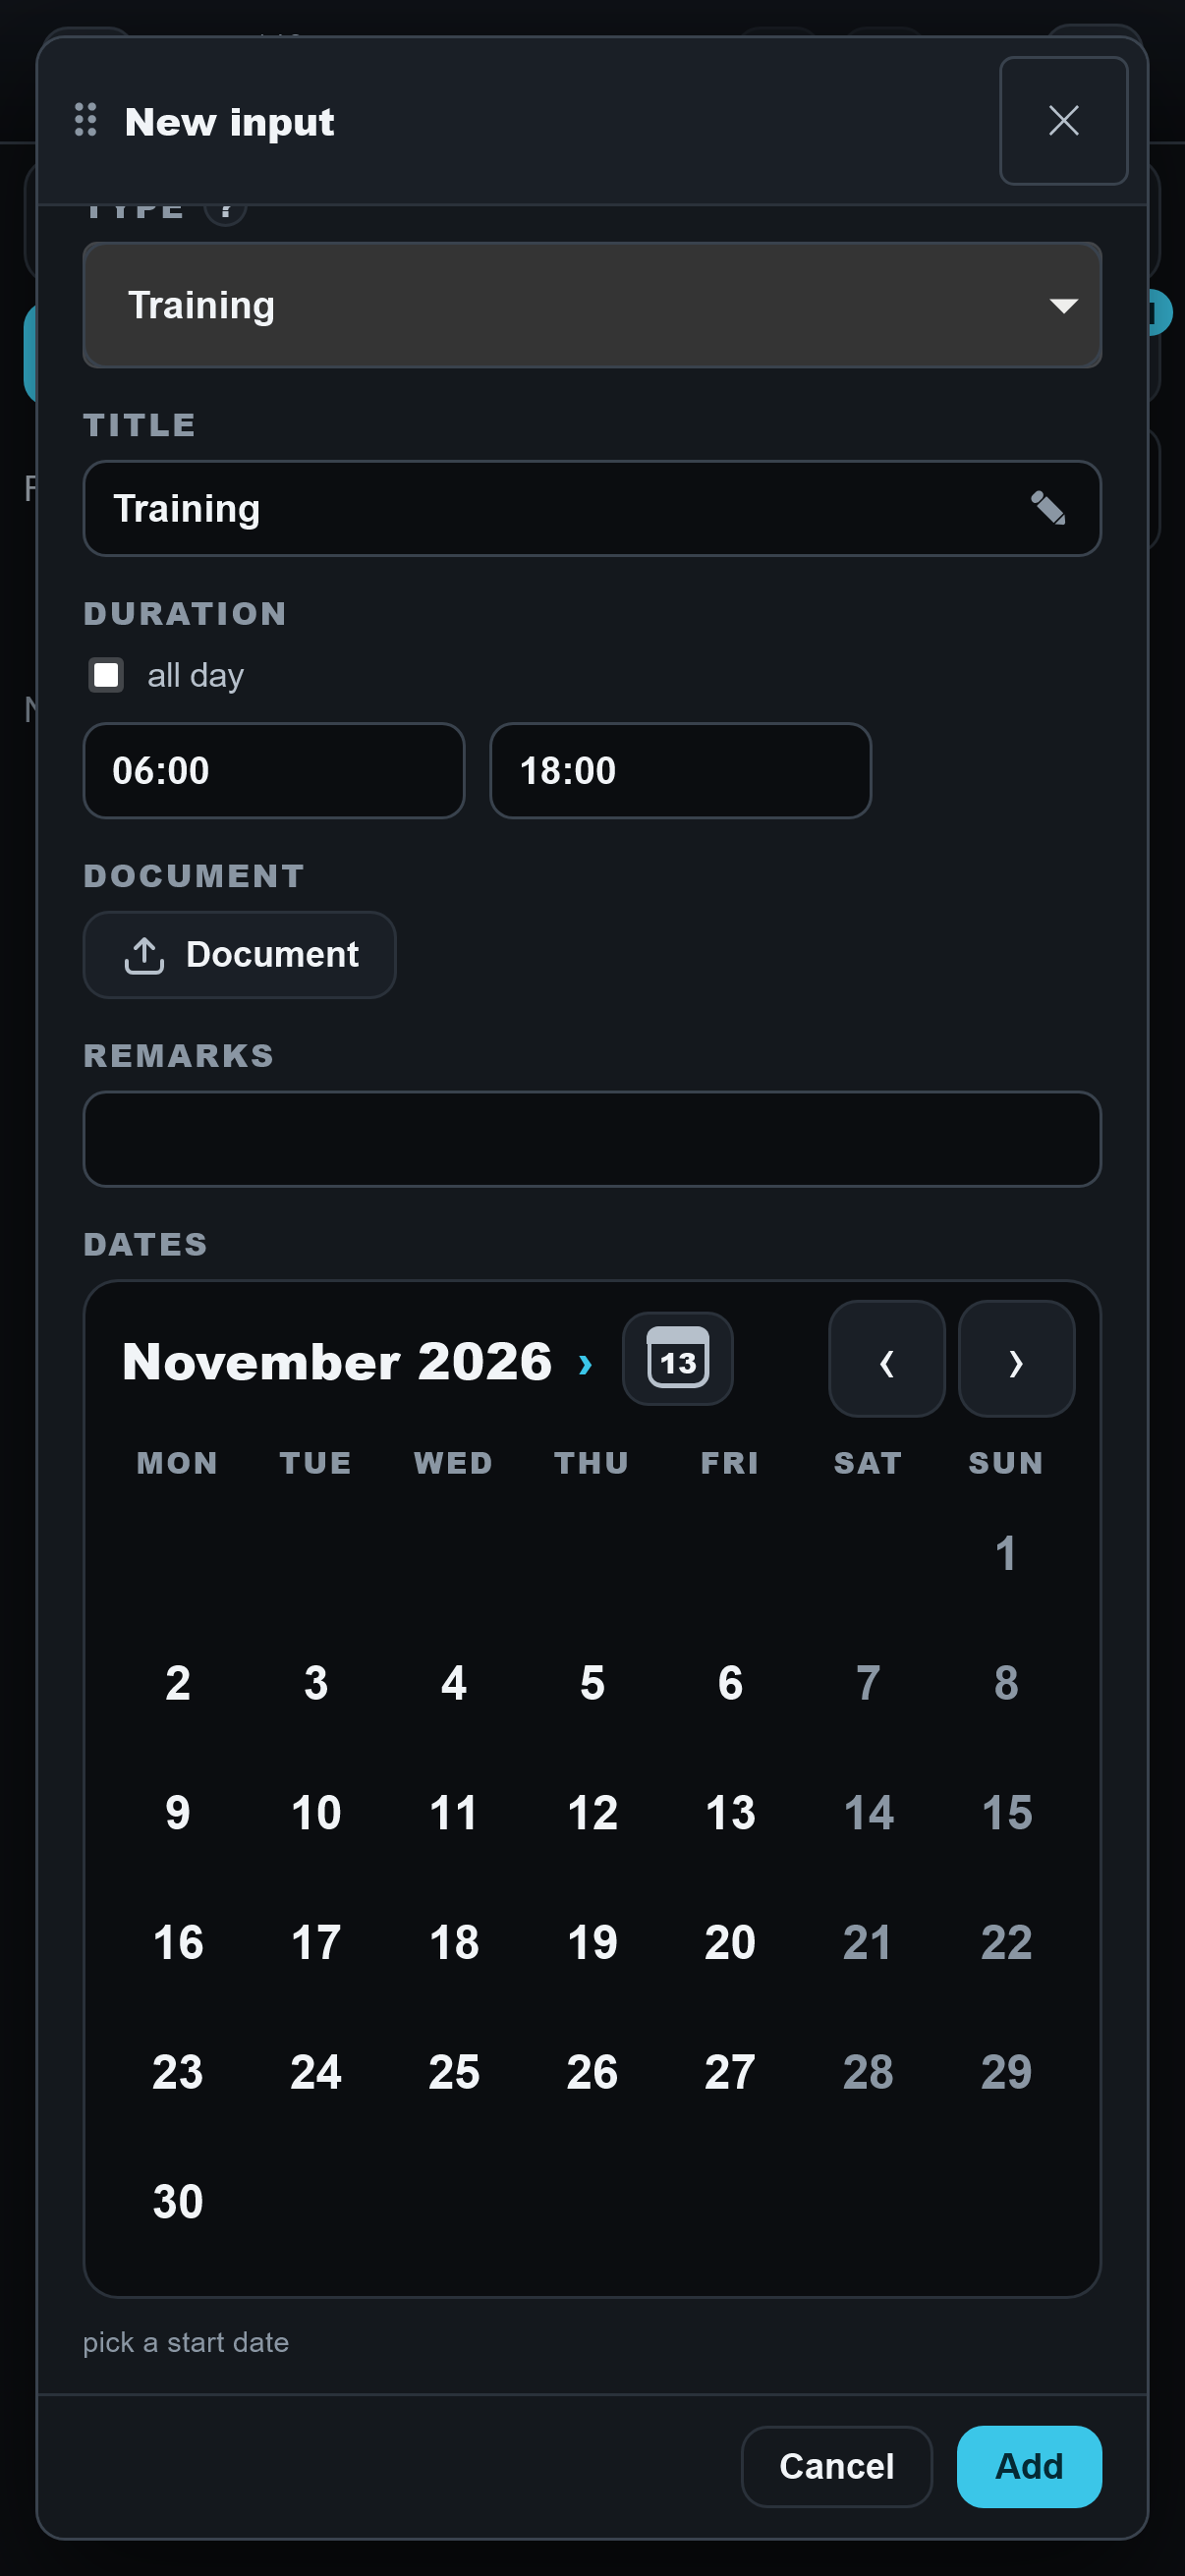 New input
TYPE ?
Training
TITLE
Training
DURATION
all day
06:00 18:00
DOCUMENT
Document
REMARKS
DATES
November 2026 › 13 ‹ ›
MON TUE WED THU FRI SAT SUN
1
2 3 4 5 6 7 8
9 10 11 12 13 14 15
16 17 18 19 20 21 22
23 24 25 26 27 28 29
30
pick a start date
Cancel Add